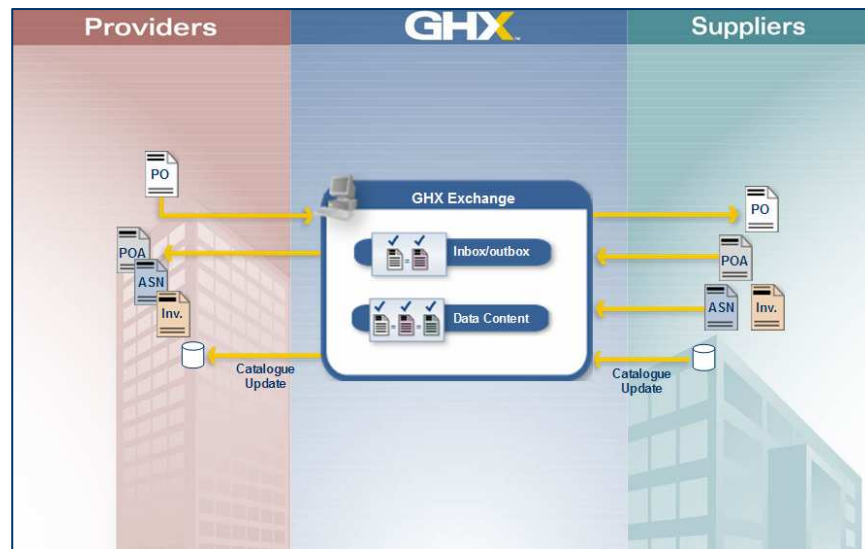 Providers
GHX™
Suppliers
PO
GHX Exchange
PO
POA
Inbox/outbox
POA
ASN
Inv.
Data Content
ASN
Inv.
Catalogue
Update
Catalogue
Update